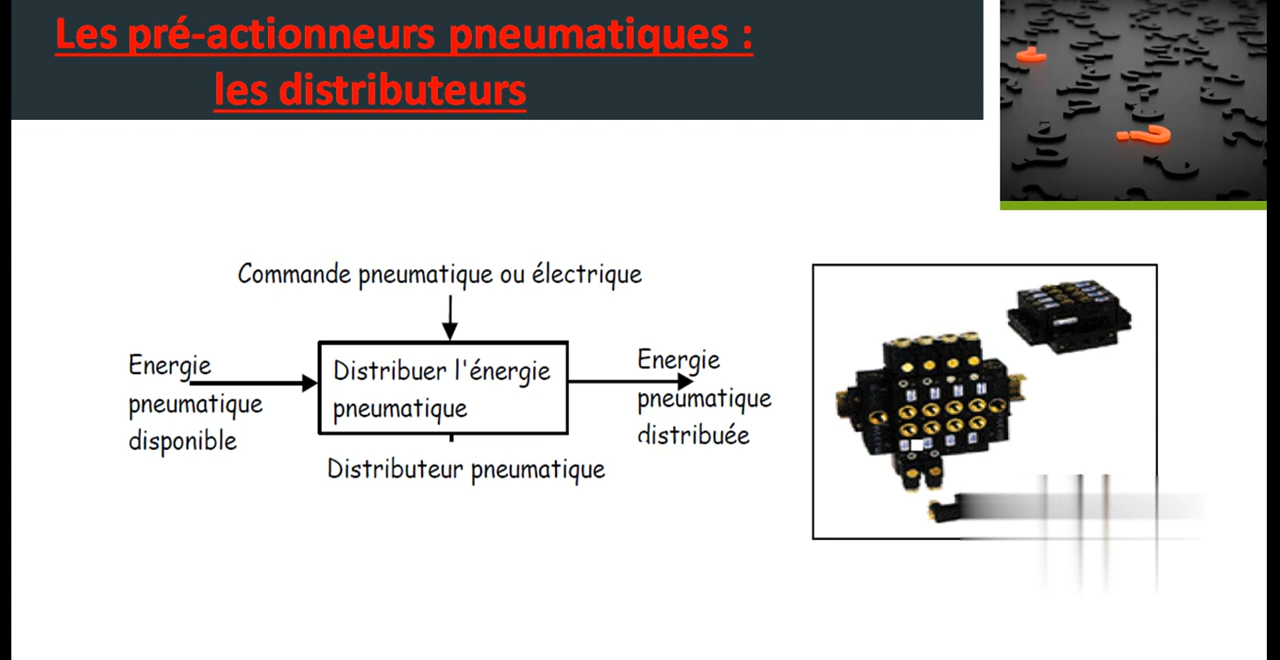 Les pré-actionneurs pneumatiques :
les distributeurs
Commande pneumatique ou électrique
Energie
pneumatique
disponible
Distribuer l'énergie
pneumatique
Energie
pneumatique
distribuée
Distributeur pneumatique